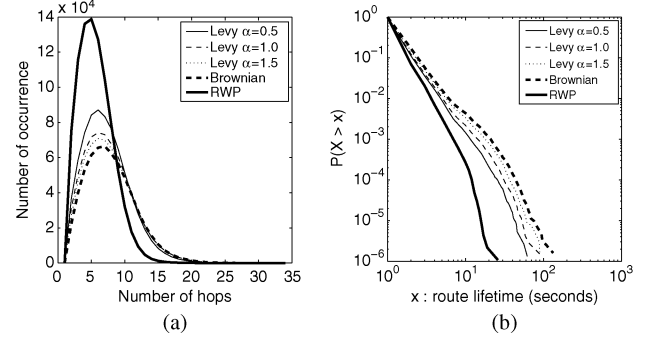 14 x 10^4
12
10
8
6
4
2
0
0 5 10 15 20 25 30 35
Number of occurrence
Number of hops
Levy α=0.5
Levy α=1.0
Levy α=1.5
Brownian
RWP
(a)
10^0
10^-1
10^-2
10^-3
10^-4
10^-5
10^-6
10^0 10^1 10^2 10^3
P(X > x)
x : route lifetime (seconds)
Levy α=0.5
Levy α=1.0
Levy α=1.5
Brownian
RWP
(b)